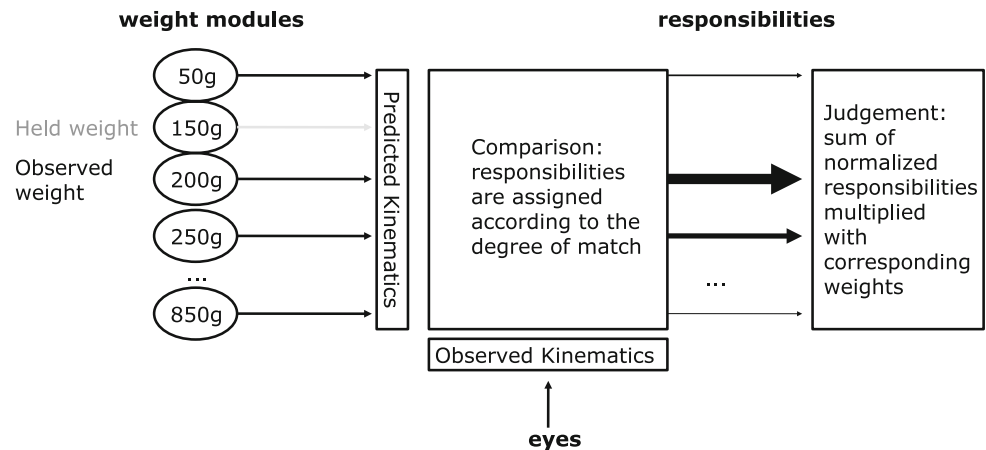 weight modules
responsibilities
50g
Held weight
150g
Observed
weight
200g
250g
...
850g
Predicted Kinematics
Comparison:
responsibilities
are assigned
according to the
degree of match
Observed Kinematics
eyes
...
Judgement:
sum of
normalized
responsibilities
multiplied
with
corresponding
weights